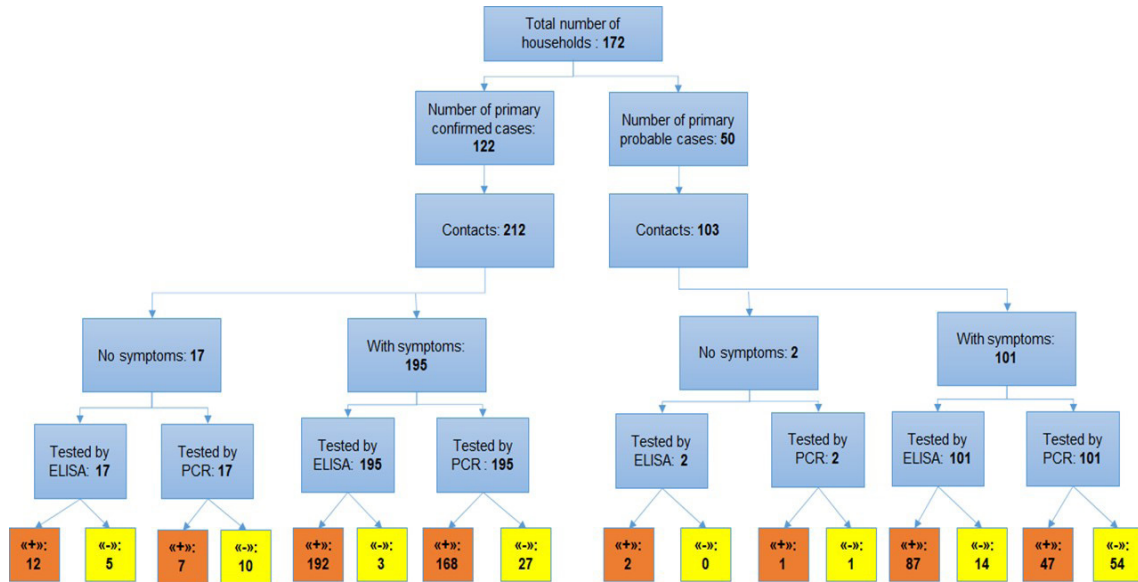 Total number of
households : 172
Number of primary
confirmed cases:
122
Number of primary
probable cases: 50
Contacts: 212
Contacts: 103
No symptoms: 17
With symptoms:
195
No symptoms: 2
With symptoms:
101
Tested by
ELISA: 17
Tested by
PCR: 17
Tested by
ELISA: 195
Tested by
PCR : 195
Tested by
ELISA: 2
Tested by
PCR: 2
Tested by
ELISA: 101
Tested by
PCR: 101
«+»:
12
«-»:
5
«+»:
7
«-»:
10
«+»:
192
«-»:
3
«+»:
168
«-»:
27
«+»:
2
«-»:
0
«+»:
1
«-»:
1
«+»:
87
«-»:
14
«+»:
47
«-»:
54